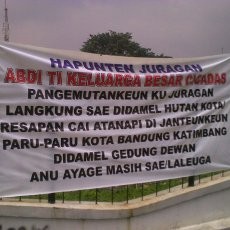 HAPUNTEN JURAGAN
ABDI TI KELUARGA BESAR CICADAS
PANGEMUTANKEUN KU JURAGAN
LANGKUNG SAE DIDAMEL HUTAN KOTA/
RESAPAN CAI ATANAPI DI JANTEUNKEUN
PARU-PARU KOTA BANDUNG KATIMBANG
DIDAMEL GEDUNG DEWAN
ANU AYAGE MASIH SAE/LALEUGA